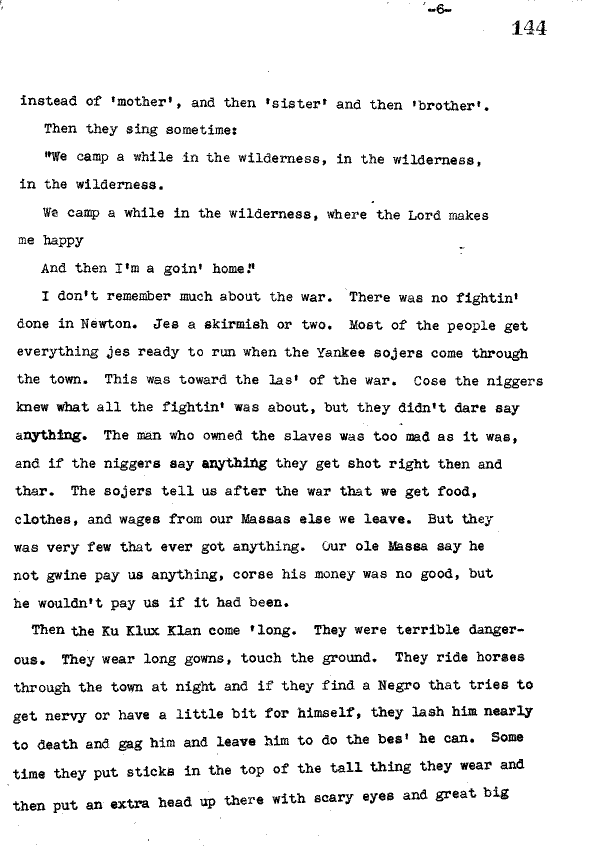 -6-
144
instead of 'mother', and then 'sister' and then 'brother'.
Then they sing sometime:
"We camp a while in the wilderness, in the wilderness,
in the wilderness.
We camp a while in the wilderness, where the Lord makes
me happy
And then I'm a goin' home."
I don't remember much about the war. There was no fightin'
done in Newton. Jes a skirmish or two. Most of the people get
everything jes ready to run when the Yankee sojers come through
the town. This was toward the las' of the war. Cose the niggers
knew what all the fightin' was about, but they didn't dare say
anything. The man who owned the slaves was too mad as it was,
and if the niggers say anything they get shot right then and
thar. The sojers tell us after the war that we get food,
clothes, and wages from our Massas else we leave. But they
was very few that ever got anything. Our ole Massa say he
not gwine pay us anything, corse his money was no good, but
he wouldn't pay us if it had been.
Then the Ku Klux Klan come 'long. They were terrible danger-
ous. They wear long gowns, touch the ground. They ride horses
through the town at night and if they find a Negro that tries to
get nervy or have a little bit for himself, they lash him nearly
to death and gag him and leave him to do the bes' he can. Some
time they put sticks in the top of the tall thing they wear and
then put an extra head up there with scary eyes and great big